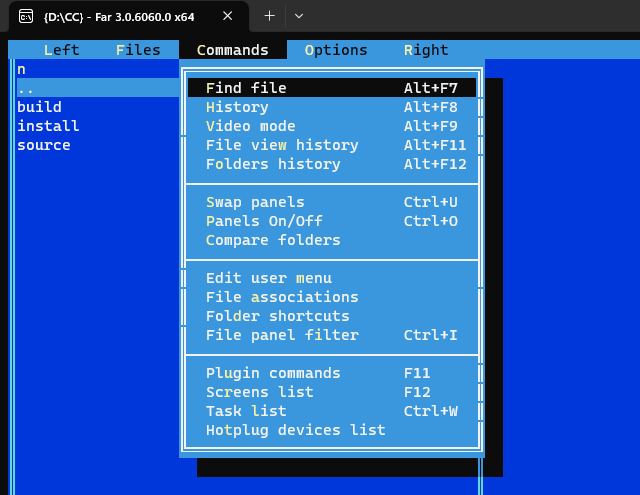 {D:\CC} - Far 3.0.6060.0 x64
Left Files Commands Options Right
n
..
build
install
source
Find file Alt+F7
History Alt+F8
Video mode Alt+F9
File view history Alt+F11
Folders history Alt+F12
Swap panels Ctrl+U
Panels On/Off Ctrl+O
Compare folders
Edit user menu
File associations
Folder shortcuts
File panel filter Ctrl+I
Plugin commands F11
Screens list F12
Task list Ctrl+W
Hotplug devices list